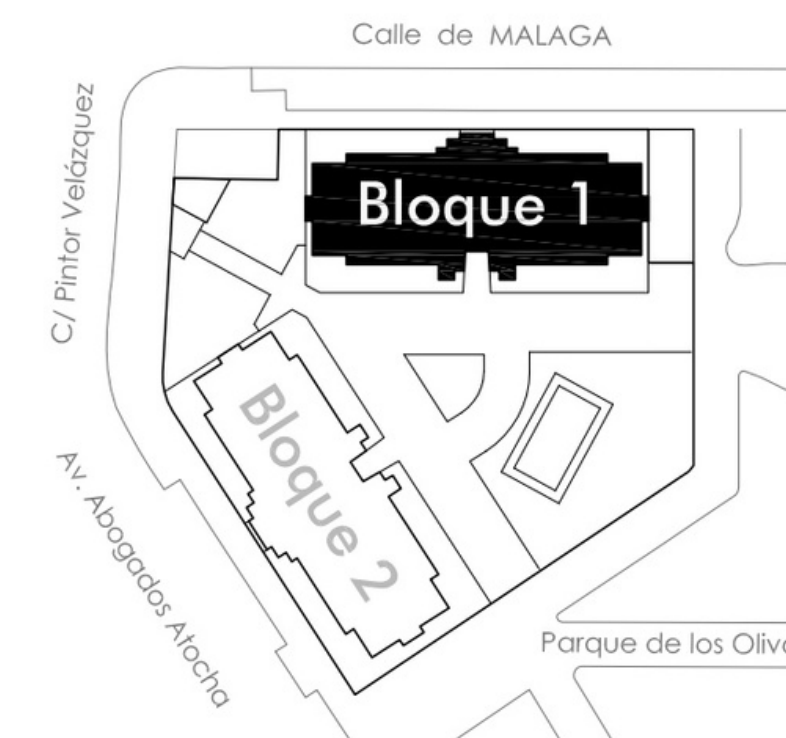 Calle de MALAGA
C/ Pintor Velázquez
Bloque 1
Bloque 2
Av. Abogados Atocha
Parque de los Oliv